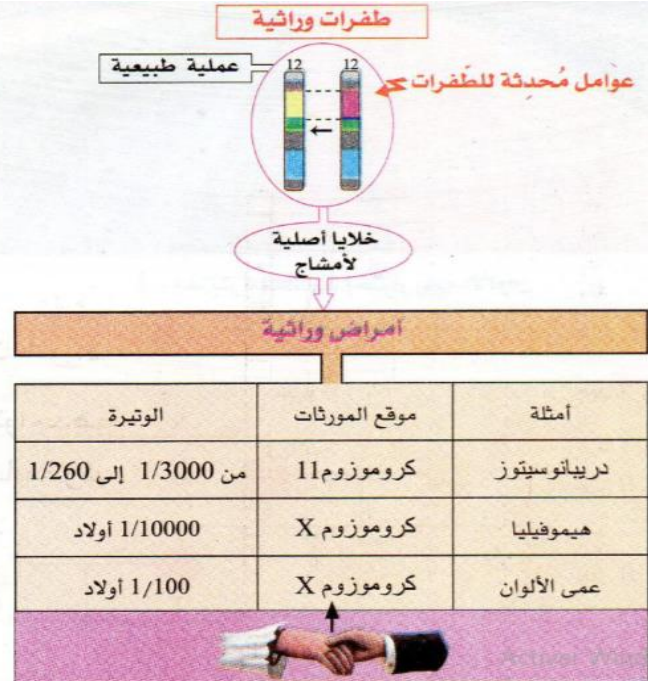 طفرات وراثية
عملية طبيعية
12
12
عوامل مُحدِثة للطّفرات
خلايا أصلية
لأمشاج
أمراض وراثية
أمثلة
موقع المورثات
الوتيرة
دريبانوسيتوز
كروموزوم11
من 1/3000 إلى 1/260
هيموفيليا
كروموزوم X
1/10000 أولاد
عمى الألوان
كروموزوم X
1/100 أولاد